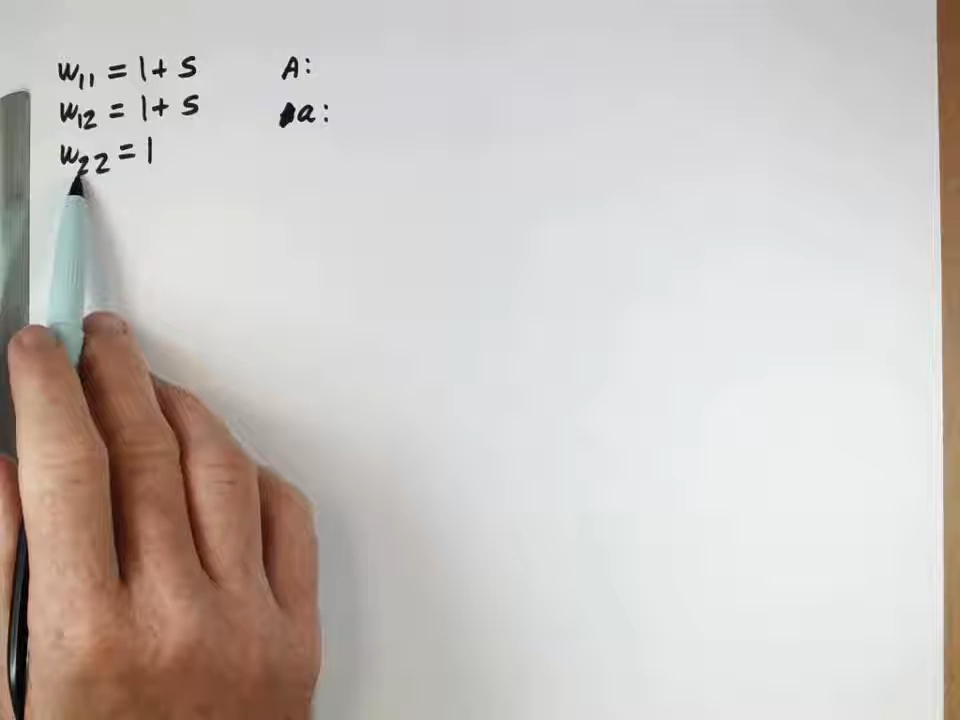 w₁₁ = 1 + s A:
w₁₂ = 1 + s a:
w₂₂ = 1